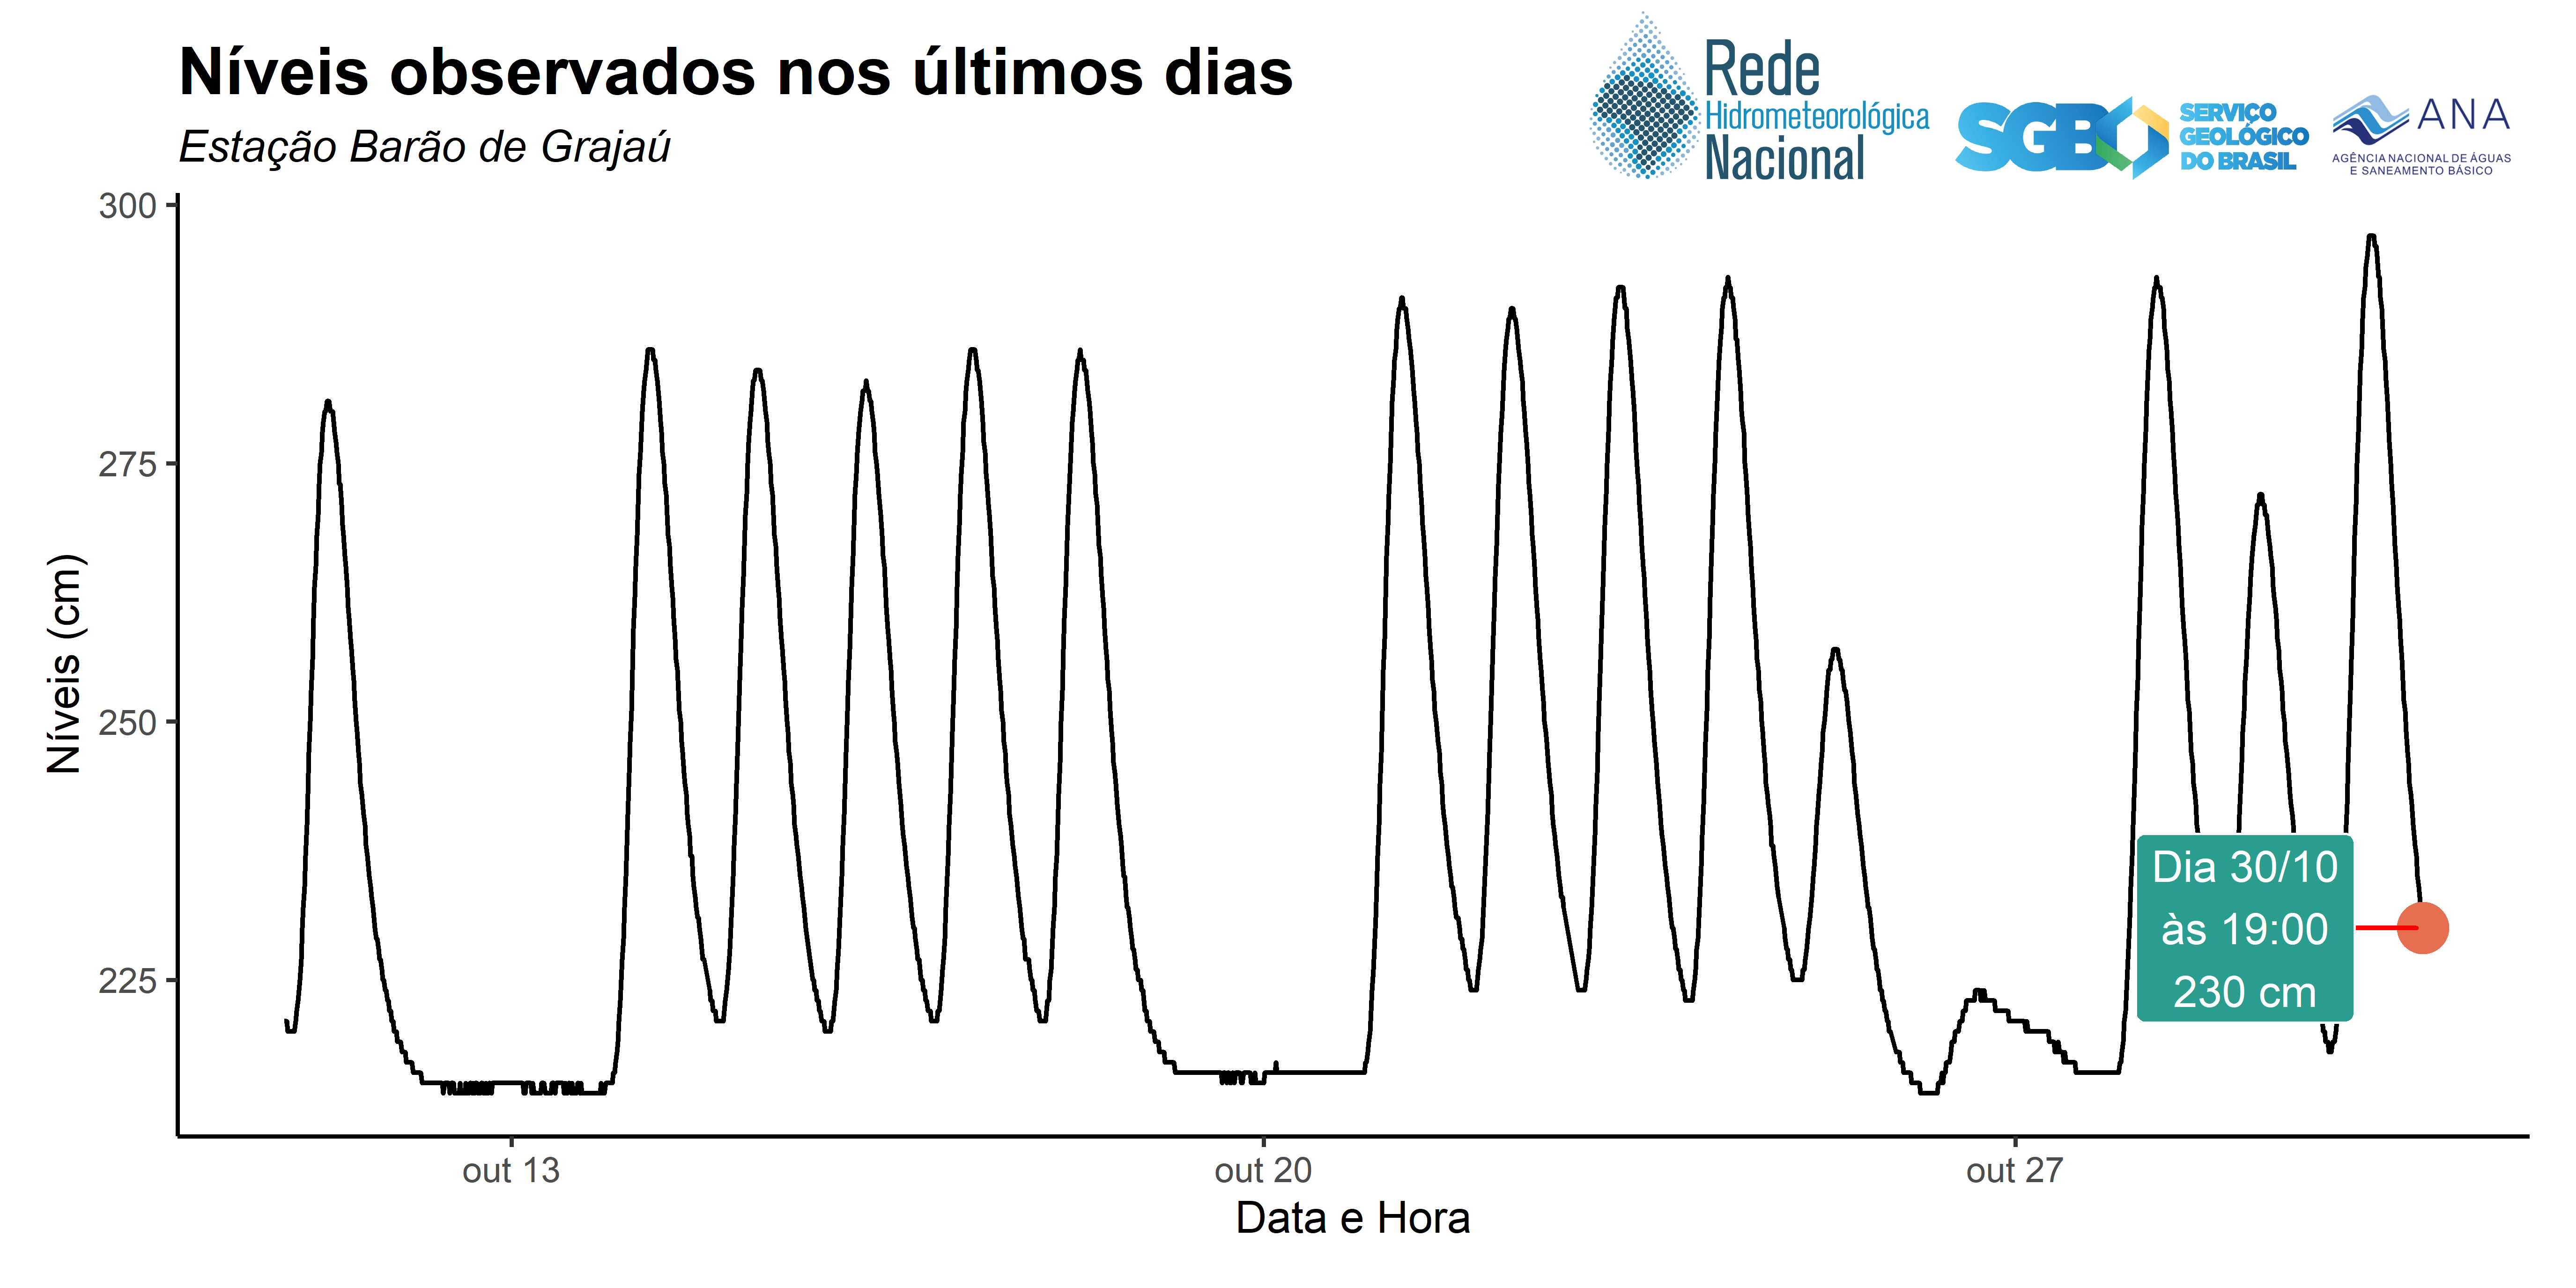 Níveis observados nos últimos dias
Estação Barão de Grajaú
Rede
Hidrometeorológica
Nacional
SGB
SERVIÇO
GEOLÓGICO
DO BRASIL
ANA
AGÊNCIA NACIONAL DE ÁGUAS
E SANEAMENTO BÁSICO
300
275
250
225
Níveis (cm)
Dia 30/10
às 19:00
230 cm
out 13
out 20
out 27
Data e Hora